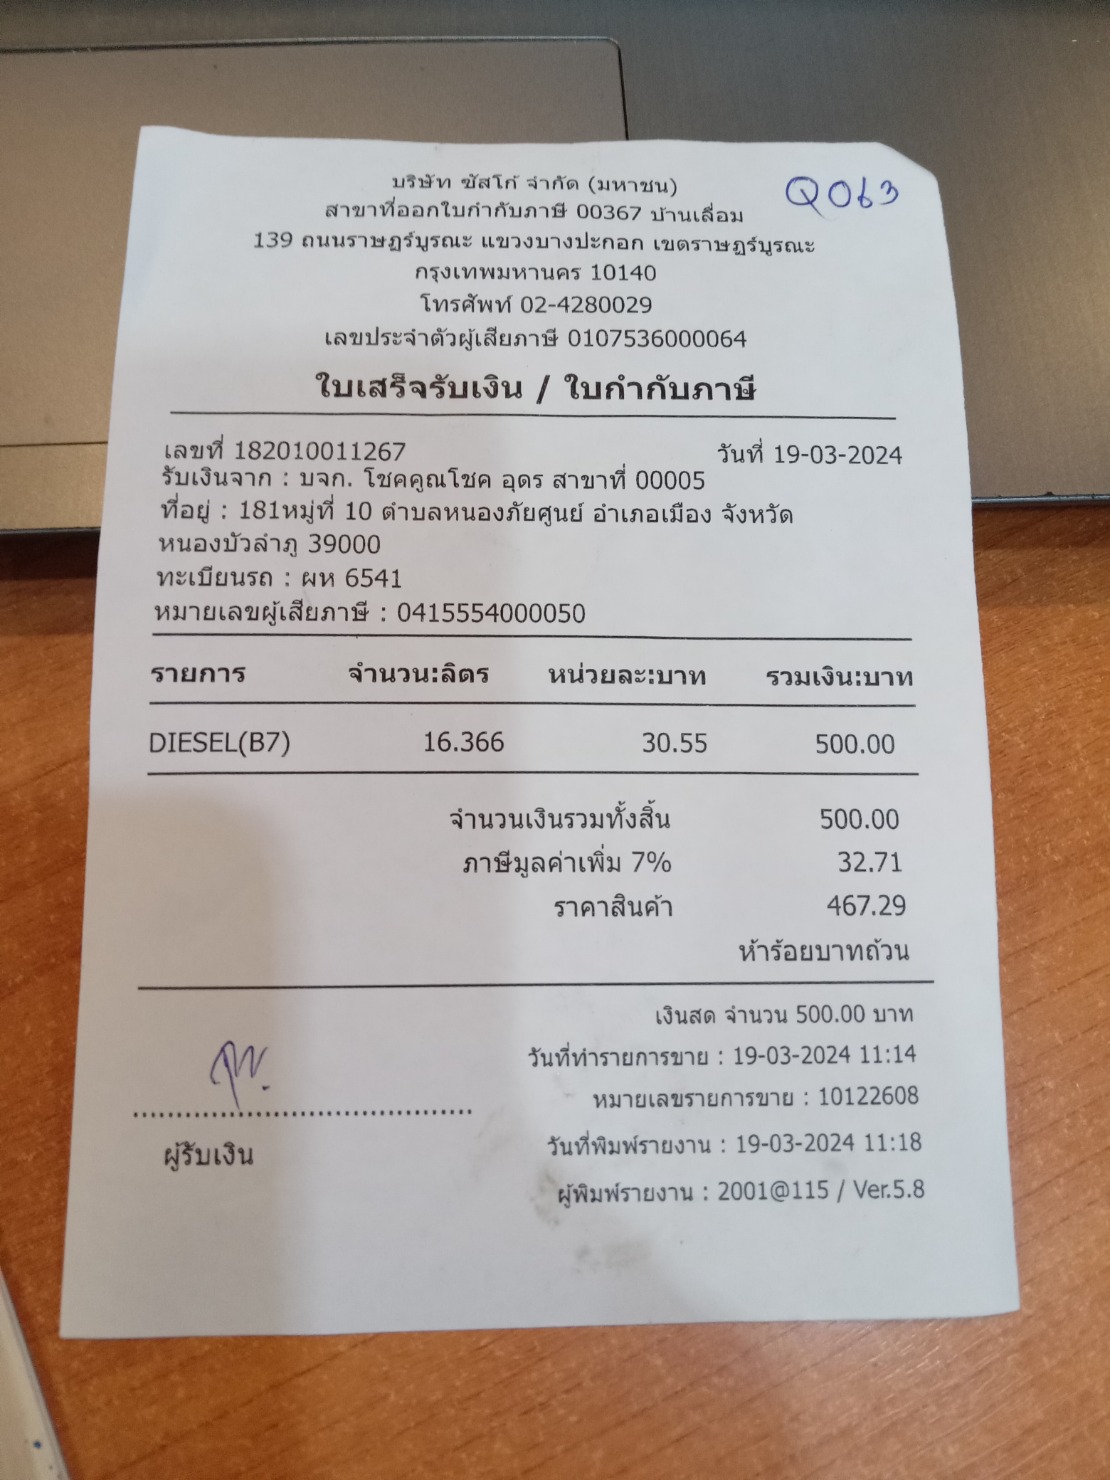 บริษัท ซัสโก้ จำกัด (มหาชน)
Q063
สาขาที่ออกใบกำกับภาษี 00367 บ้านเลื่อม
139 ถนนราษฎร์บูรณะ แขวงบางปะกอก เขตราษฎร์บูรณะ
กรุงเทพมหานคร 10140
โทรศัพท์ 02-4280029
เลขประจำตัวผู้เสียภาษี 0107536000064
ใบเสร็จรับเงิน / ใบกำกับภาษี
เลขที่ 182010011267 วันที่ 19-03-2024
รับเงินจาก : บจก. โชคคูณโชค อุดร สาขาที่ 00005
ที่อยู่ : 181หมู่ที่ 10 ตำบลหนองภัยศูนย์ อำเภอเมือง จังหวัด
หนองบัวลำภู 39000
ทะเบียนรถ : ผห 6541
หมายเลขผู้เสียภาษี : 0415554000050
รายการ จำนวน:ลิตร หน่วยละ:บาท รวมเงิน:บาท
DIESEL(B7) 16.366 30.55 500.00
จำนวนเงินรวมทั้งสิ้น 500.00
ภาษีมูลค่าเพิ่ม 7% 32.71
ราคาสินค้า 467.29
ห้าร้อยบาทถ้วน
เงินสด จำนวน 500.00 บาท
วันที่ทำรายการขาย : 19-03-2024 11:14
หมายเลขรายการขาย : 10122608
ผู้รับเงิน
วันที่พิมพ์รายงาน : 19-03-2024 11:18
ผู้พิมพ์รายงาน : 2001@115 / Ver.5.8